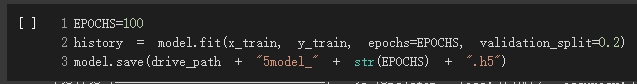 [ ]
1 EPOCHS=100
2 history = model.fit(x_train, y_train, epochs=EPOCHS, validation_split=0.2)
3 model.save(drive_path + "5model_" + str(EPOCHS) + ".h5")